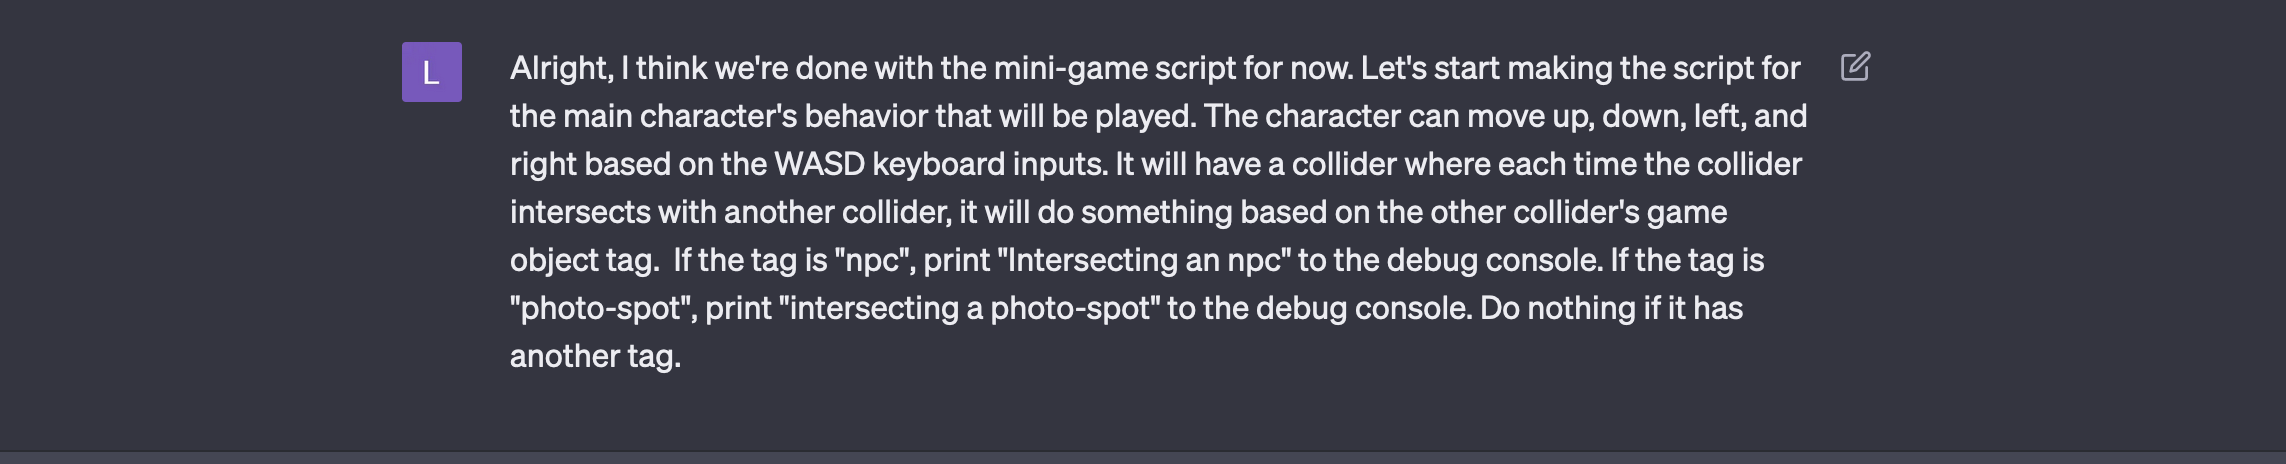 L
Alright, I think we're done with the mini-game script for now. Let's start making the script for
the main character's behavior that will be played. The character can move up, down, left, and
right based on the WASD keyboard inputs. It will have a collider where each time the collider
intersects with another collider, it will do something based on the other collider's game
object tag.  If the tag is "npc", print "Intersecting an npc" to the debug console. If the tag is
"photo-spot", print "intersecting a photo-spot" to the debug console. Do nothing if it has
another tag.